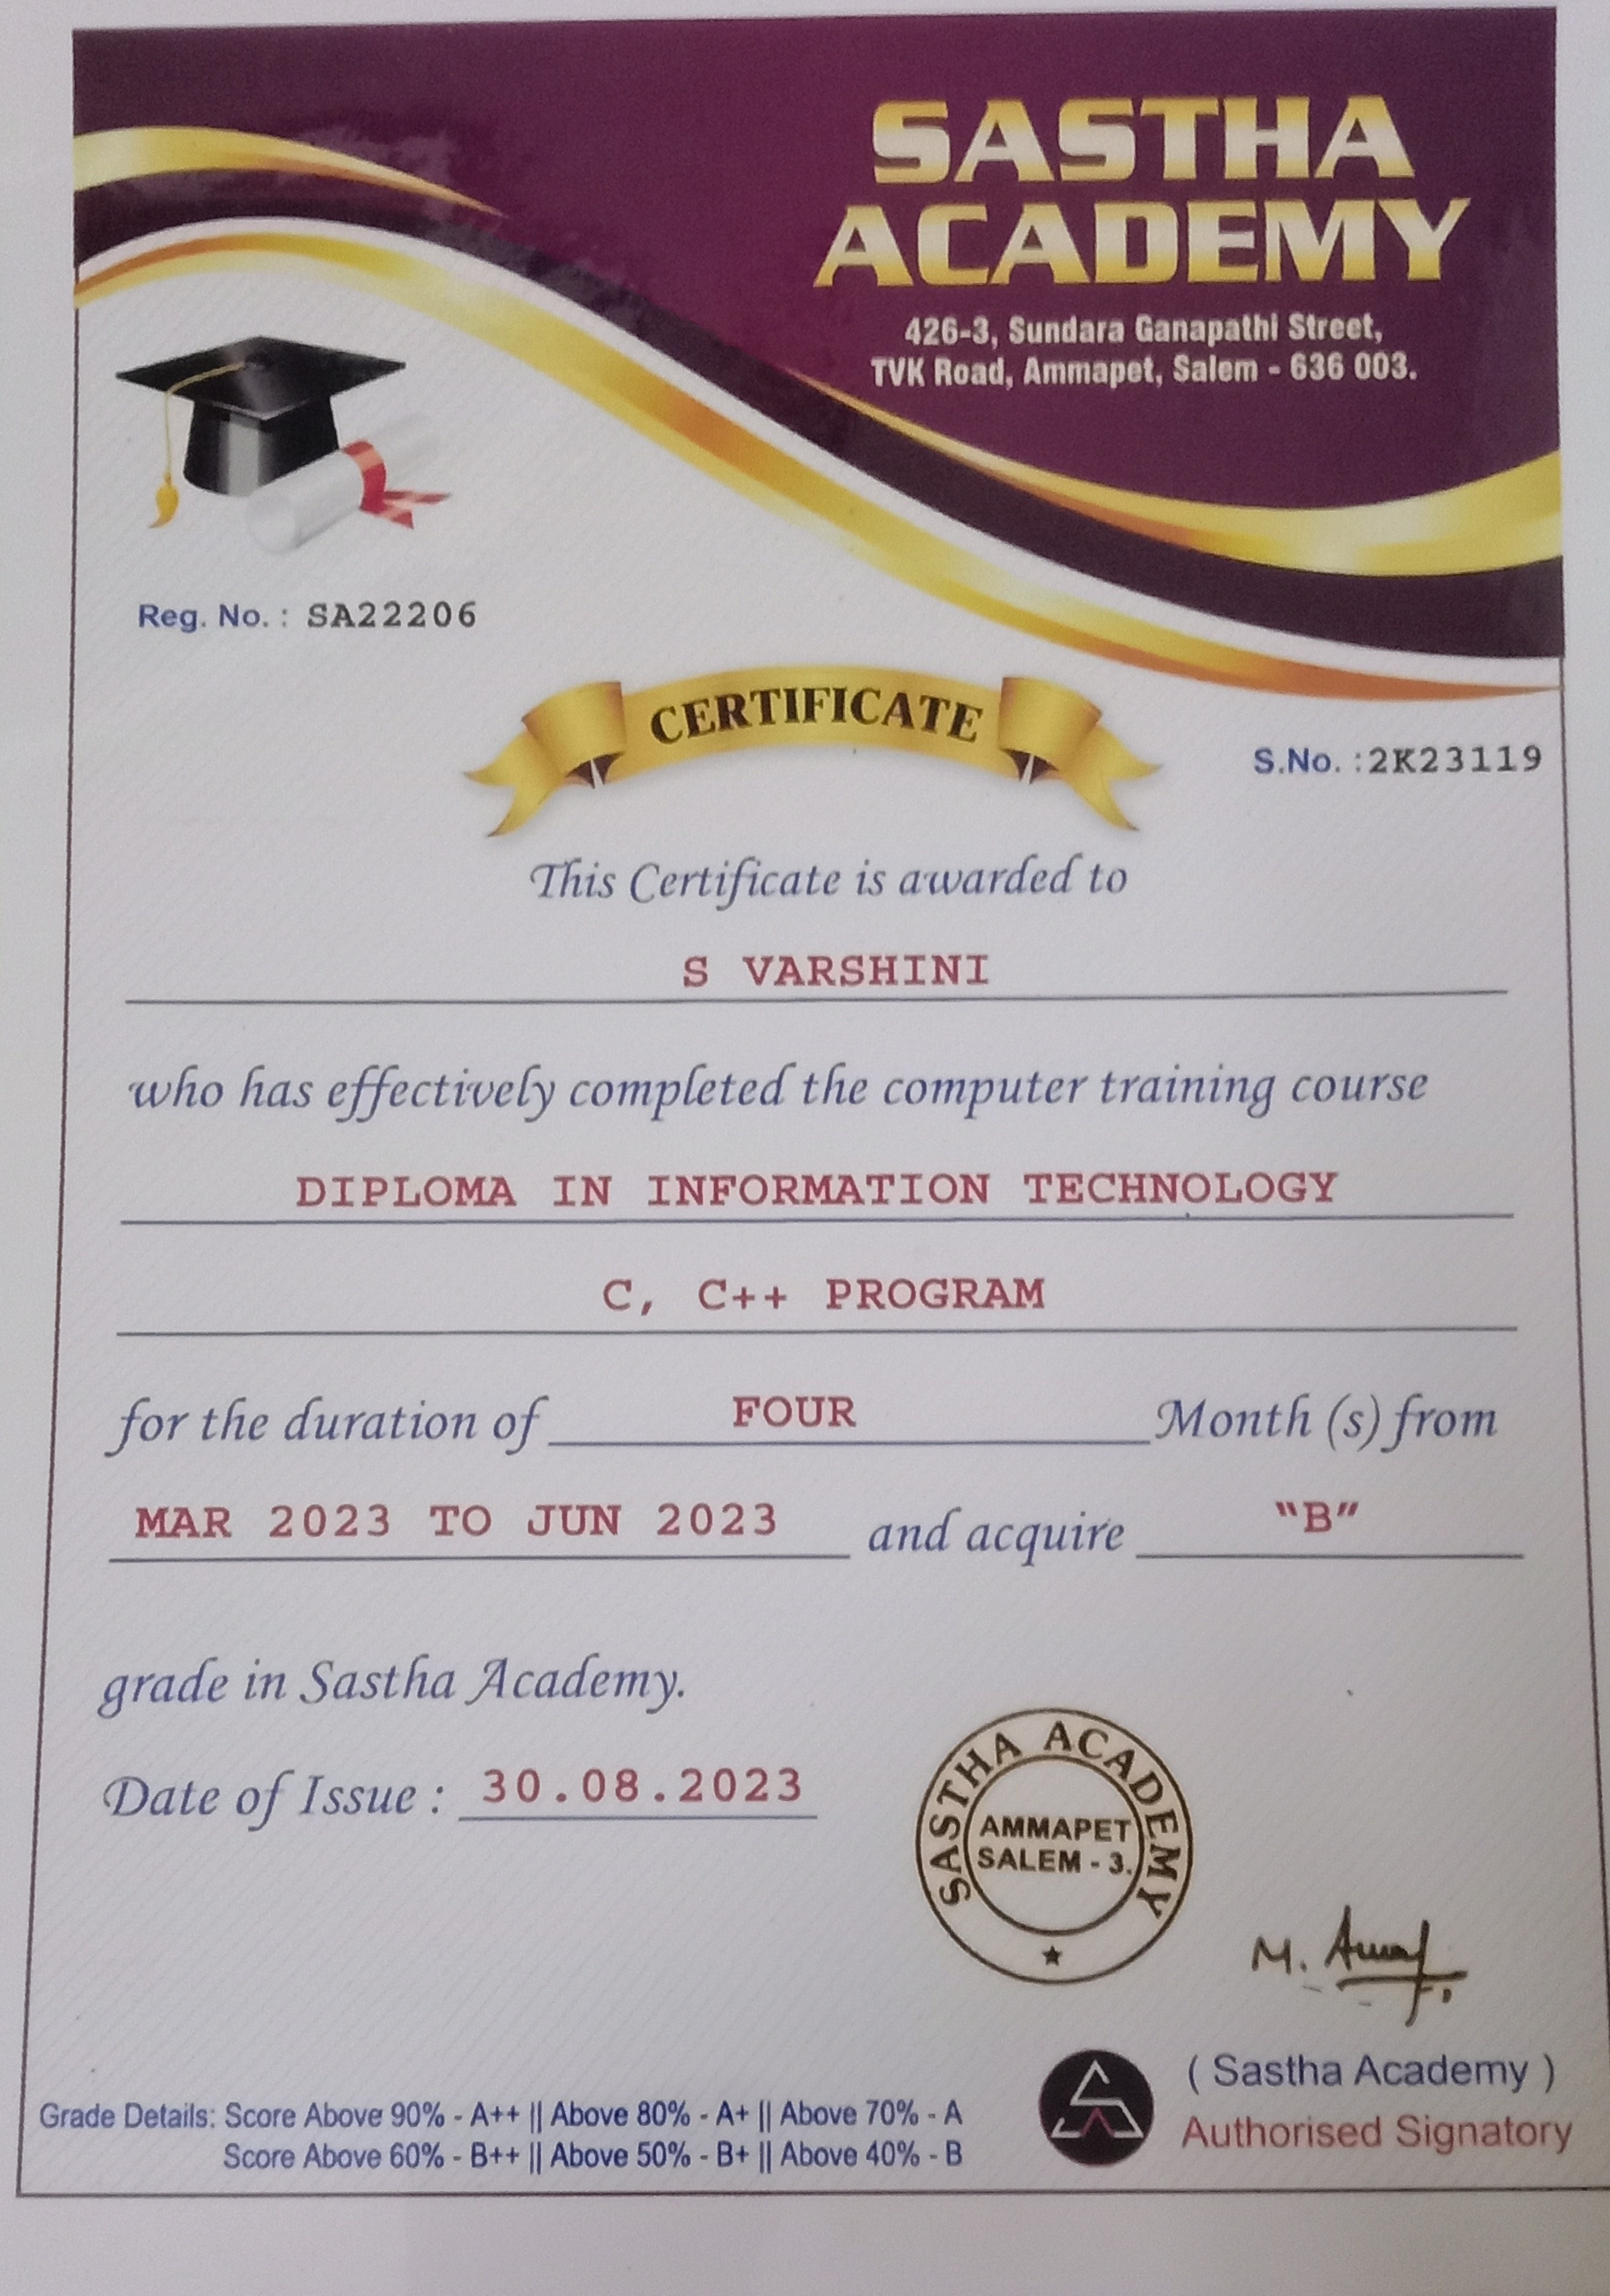 SASTHA
ACADEMY
426-3, Sundara Ganapathi Street,
TVK Road, Ammapet, Salem - 636 003.
Reg. No. : SA22206
CERTIFICATE
S.No. :2K23119
This Certificate is awarded to
S VARSHINI
who has effectively completed the computer training course
DIPLOMA IN INFORMATION TECHNOLOGY
C, C++ PROGRAM
for the duration of FOUR Month (s) from
MAR 2023 TO JUN 2023 and acquire “B”
grade in Sastha Academy.
Date of Issue : 30.08.2023
SASTHA ACADEMY
AMMAPET
SALEM - 3.
M.
( Sastha Academy )
Authorised Signatory
Grade Details: Score Above 90% - A++ || Above 80% - A+ || Above 70% - A
Score Above 60% - B++ || Above 50% - B+ || Above 40% - B